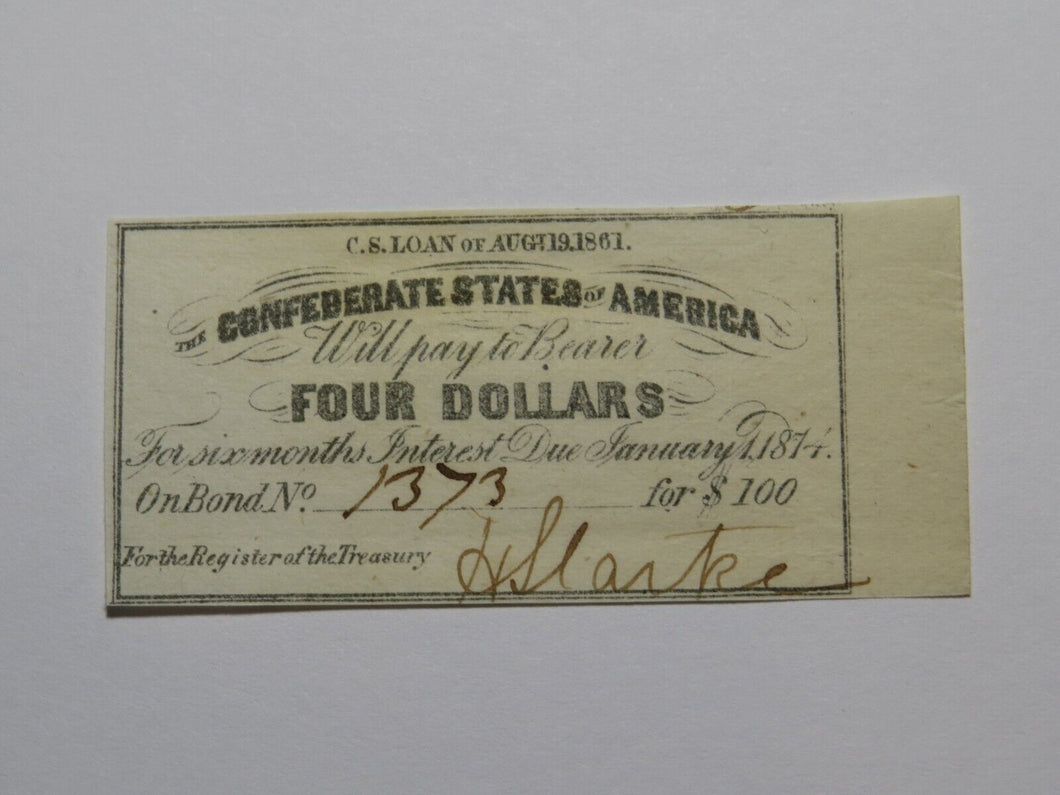 C.S. LOAN OF AUGT. 19. 1861.
THE CONFEDERATE STATES OF AMERICA
Will pay to Bearer
FOUR DOLLARS
For six months Interest Due January 1, 1874.
On Bond No. 1373 for $100
For the Register of the Treasury